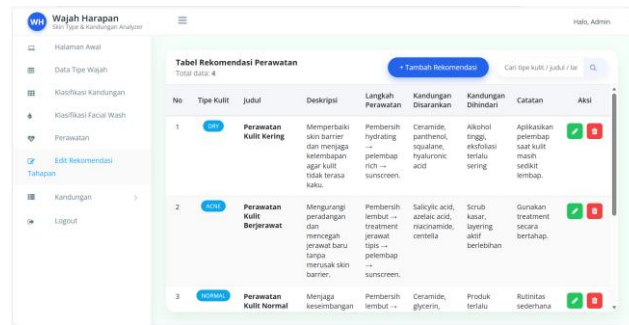 WH
Wajah Harapan
Skin Type & Kandungan Analyzer
Halo, Admin
Halaman Awal
Data Tipe Wajah
Klasifikasi Kandungan
Klasifikasi Facial Wash
Perawatan
Edit Rekomendasi
Tahapan
Kandungan
Logout
Tabel Rekomendasi Perawatan
Total data: 4
+ Tambah Rekomendasi
Cari tipe kulit / judul / lar
No Tipe Kulit Judul Deskripsi Langkah Perawatan Kandungan Disarankan Kandungan Dihindari Catatan Aksi
1 DRY Perawatan Kulit Kering
Memperbaiki skin barrier dan menjaga kelembapan agar kulit tidak terasa kaku.
Pembersih hydrating → pelembap rich → sunscreen.
Ceramide, panthenol, squalane, hyaluronic acid
Alkohol tinggi, eksfoliasi terlalu sering
Aplikasikan pelembap saat kulit masih sedikit lembap.
2 ACNE Perawatan Kulit Berjerawat
Mengurangi peradangan dan mencegah jerawat baru tanpa merusak skin barrier.
Pembersih lembut → treatment jerawat tipis → pelembap → sunscreen.
Salicylic acid, azelaic acid, niacinamide, centella
Scrub kasar, layering aktif berlebihan
Gunakan treatment secara bertahap.
3 NORMAL Perawatan Kulit Normal
Menjaga keseimbangan
Pembersih lembut →
Ceramide, glycerin,
Produk terlalu
Rutinitas sederhana